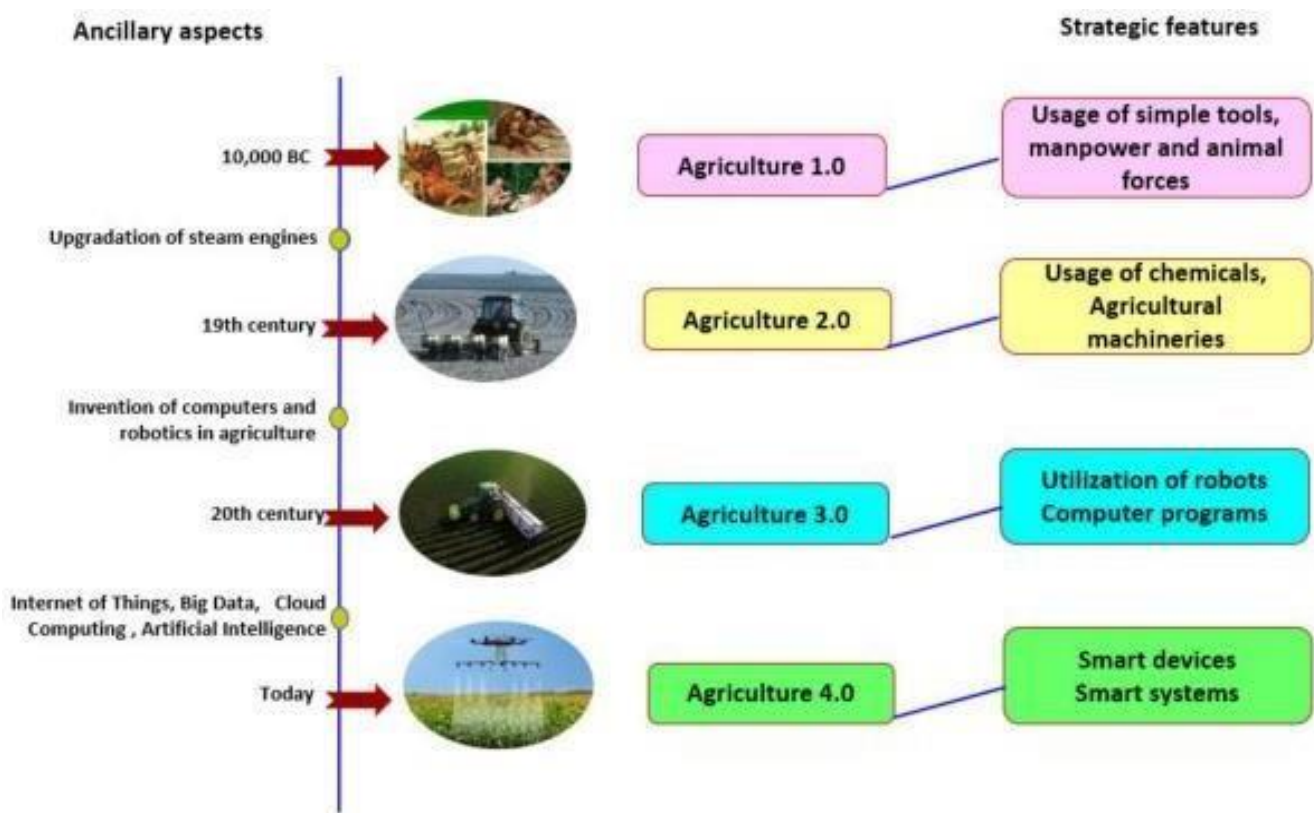 Ancillary aspects
Strategic features
10,000 BC
Agriculture 1.0
Usage of simple tools,
manpower and animal
forces
Upgradation of steam engines
19th century
Agriculture 2.0
Usage of chemicals,
Agricultural
machineries
Invention of computers and
robotics in agriculture
20th century
Agriculture 3.0
Utilization of robots
Computer programs
Internet of Things, Big Data, Cloud
Computing , Artificial Intelligence
Today
Agriculture 4.0
Smart devices
Smart systems